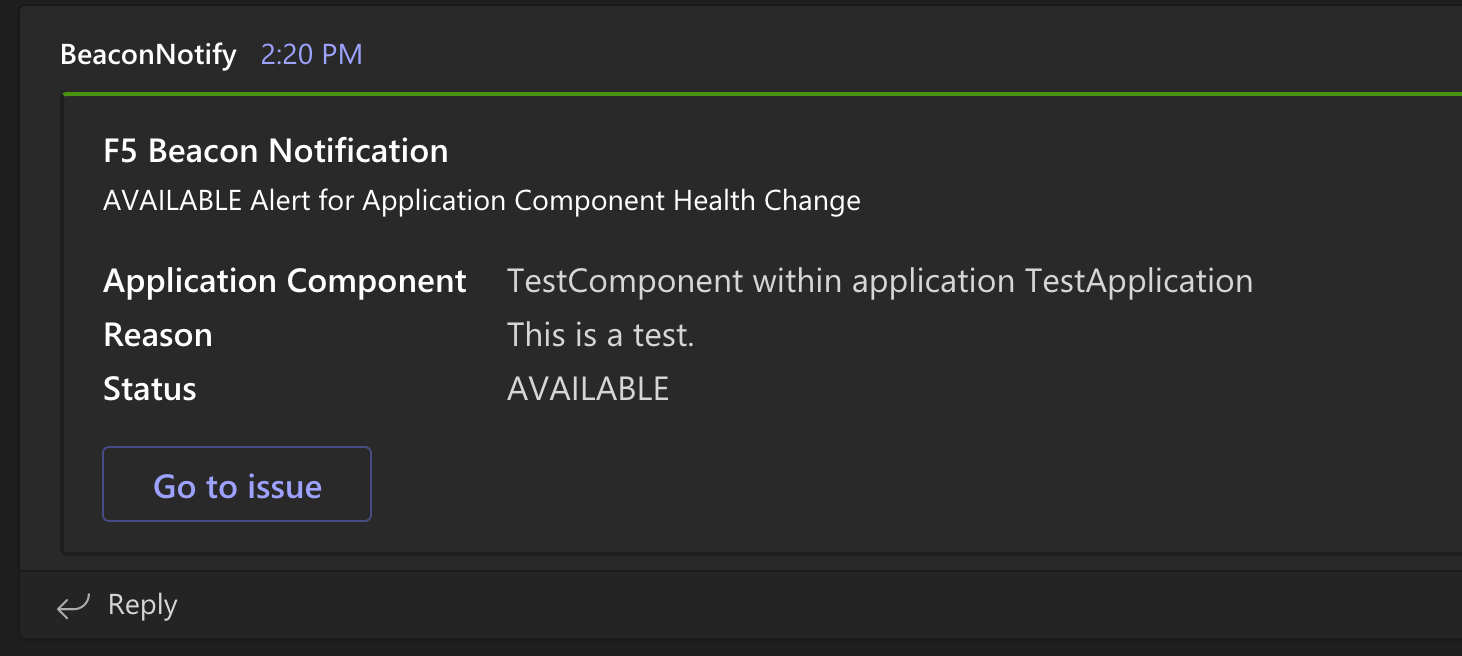 BeaconNotify 2:20 PM
F5 Beacon Notification
AVAILABLE Alert for Application Component Health Change
Application Component TestComponent within application TestApplication
Reason This is a test.
Status AVAILABLE
Go to issue
Reply